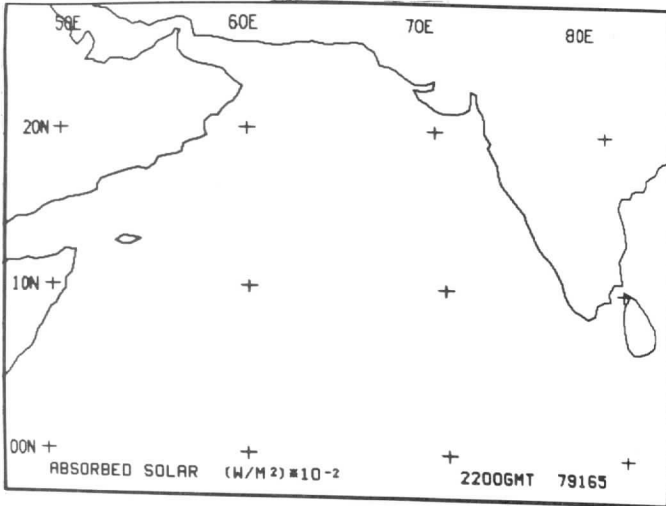 50E 60E 70E 80E
20N
10N
00N
ABSORBED SOLAR (W/M2)*10-2 2200GMT 79165